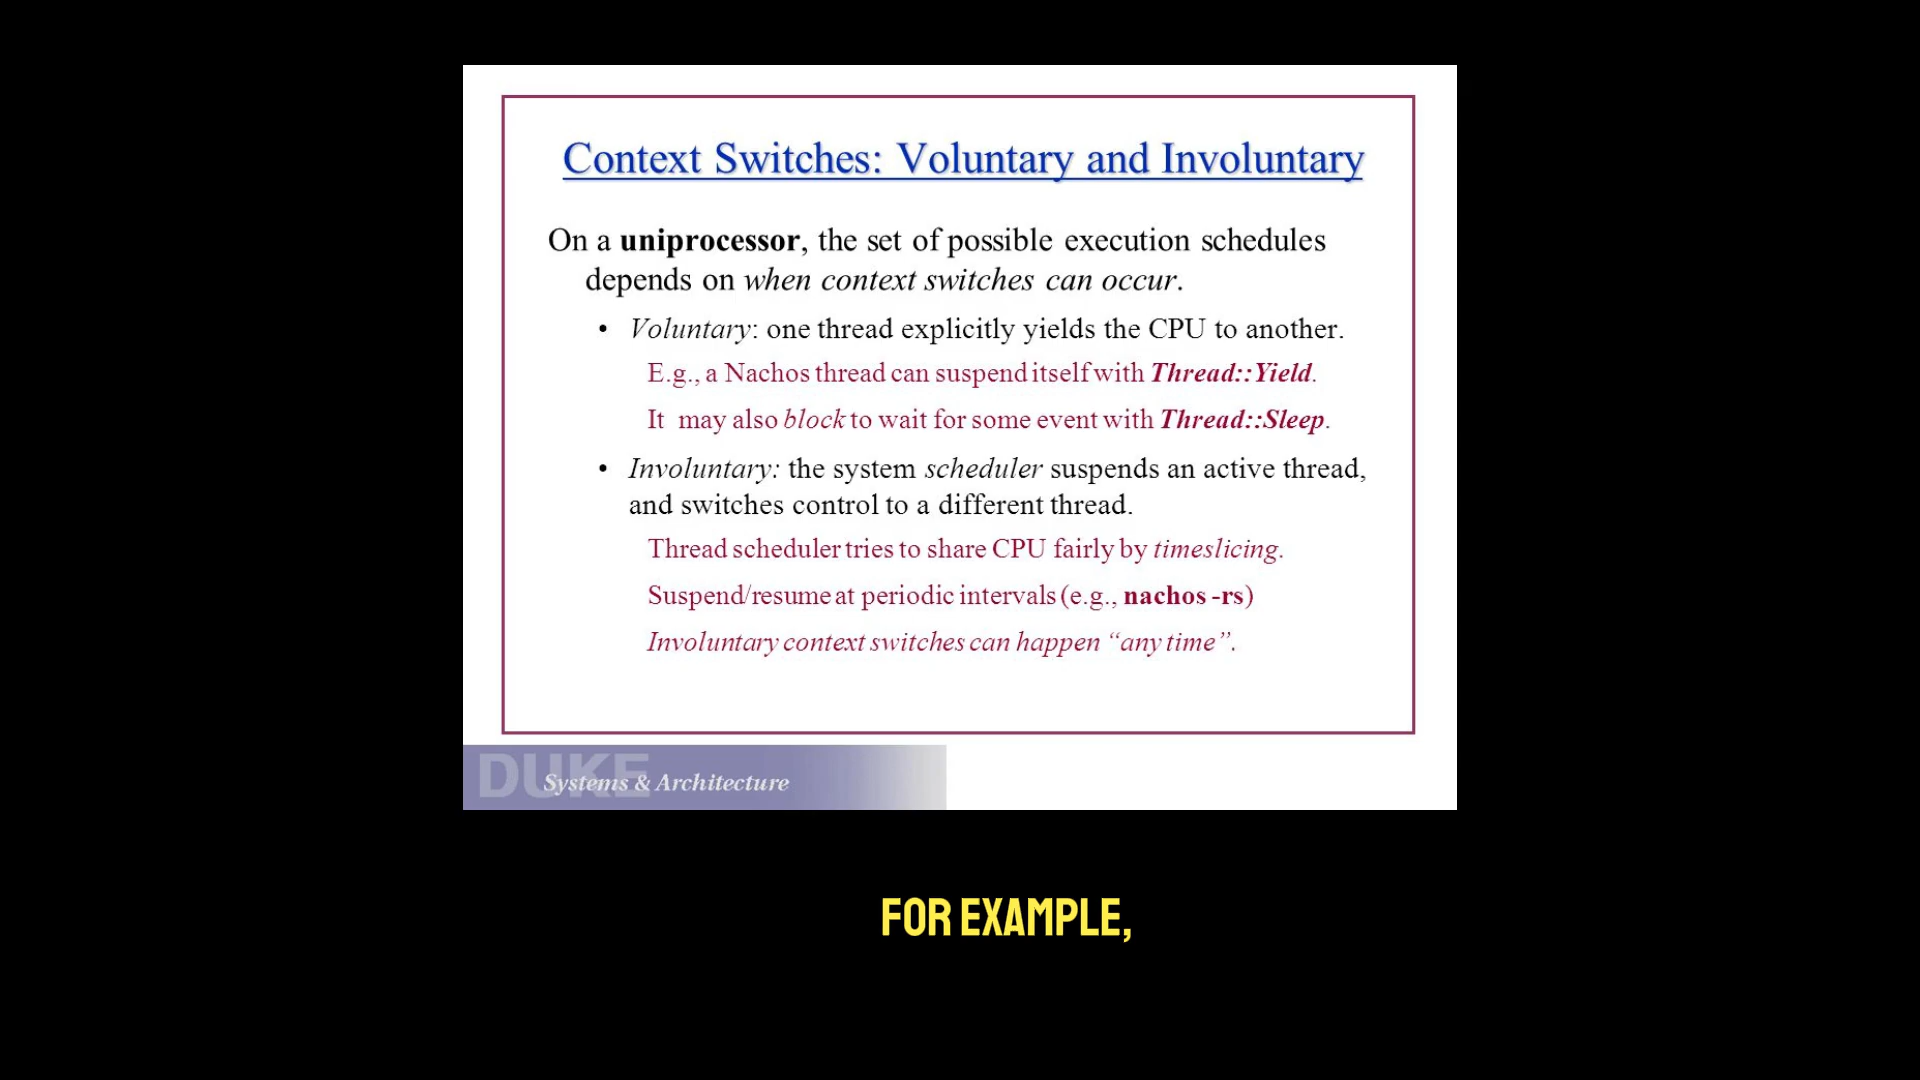 Context Switches: Voluntary and Involuntary
On a uniprocessor, the set of possible execution schedules
depends on when context switches can occur.
• Voluntary: one thread explicitly yields the CPU to another.
E.g., a Nachos thread can suspend itself with Thread::Yield.
It may also block to wait for some event with Thread::Sleep.
• Involuntary: the system scheduler suspends an active thread,
and switches control to a different thread.
Thread scheduler tries to share CPU fairly by timeslicing.
Suspend/resume at periodic intervals (e.g., nachos -rs)
Involuntary context switches can happen “any time”.
DUKE
Systems & Architecture
FOR EXAMPLE,